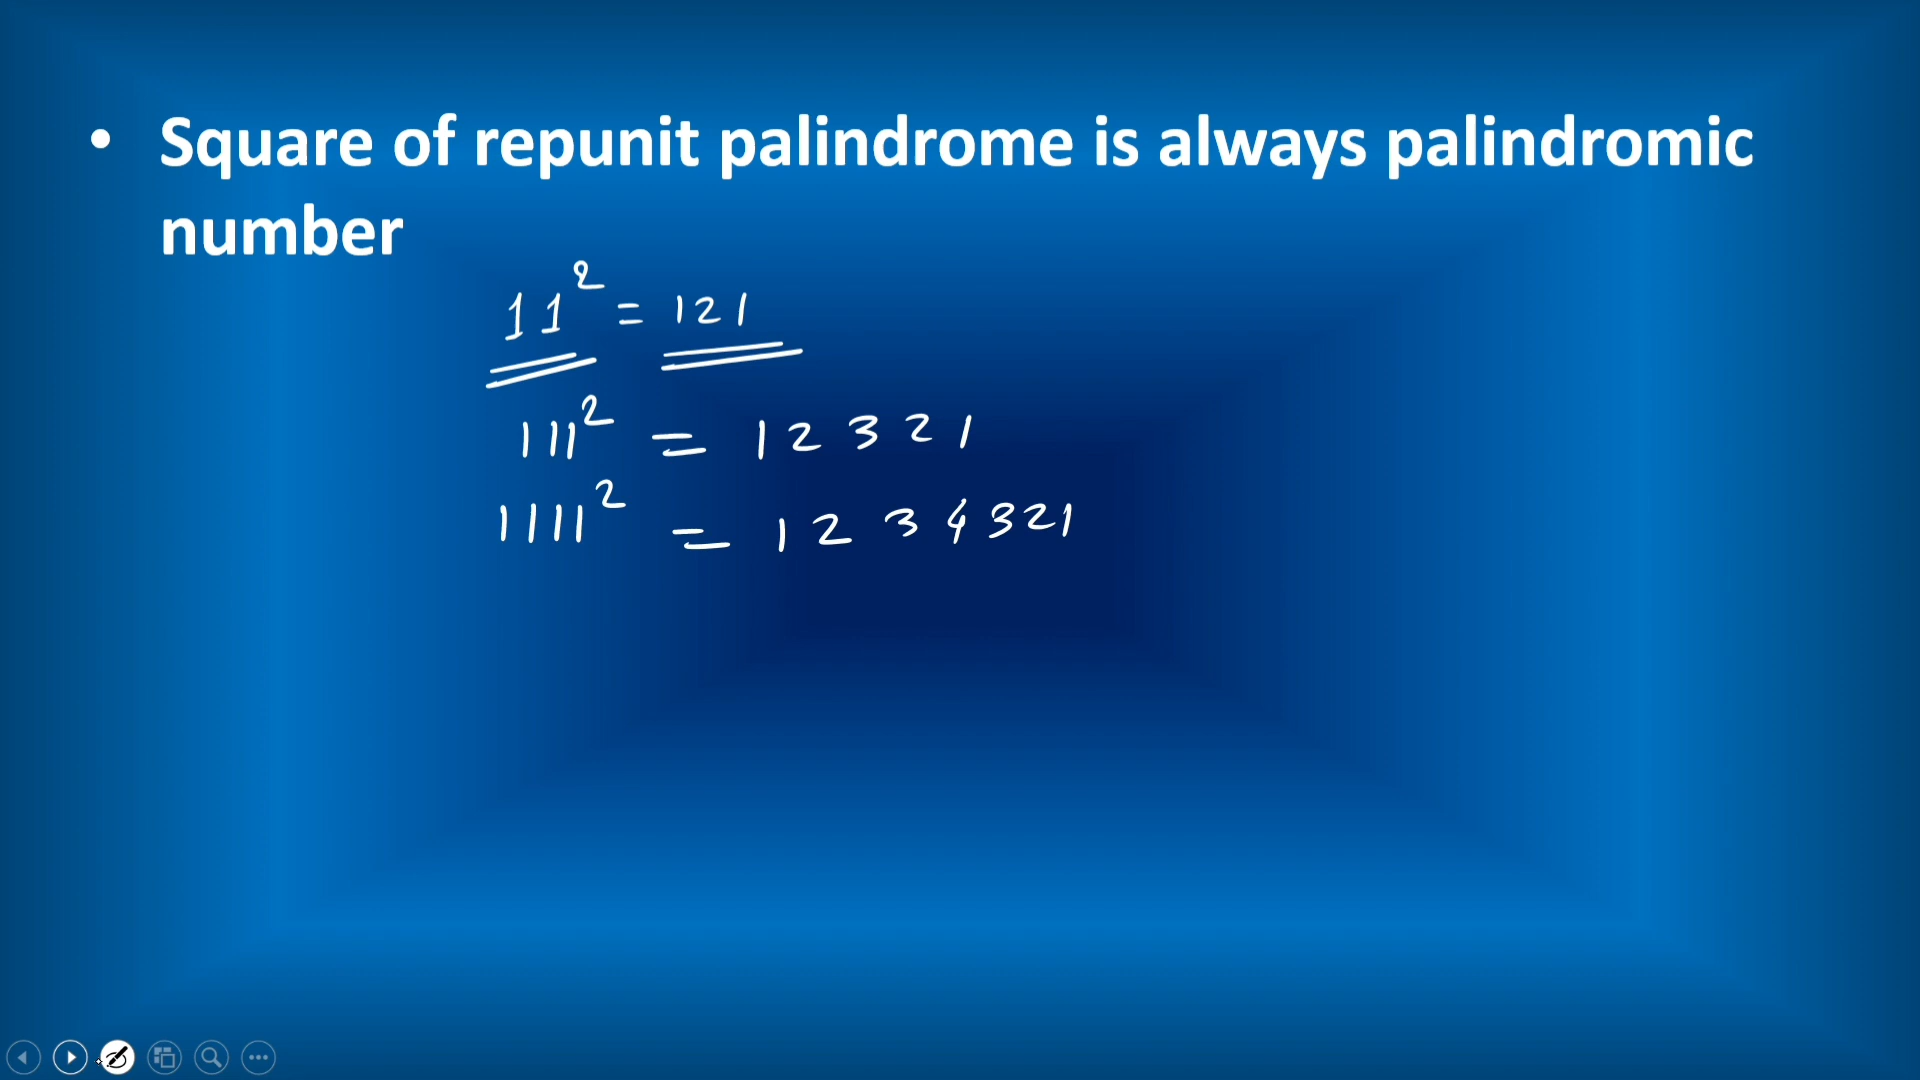 • Square of repunit palindrome is always palindromic
number
11² = 121
111² = 12321
1111² = 1234321